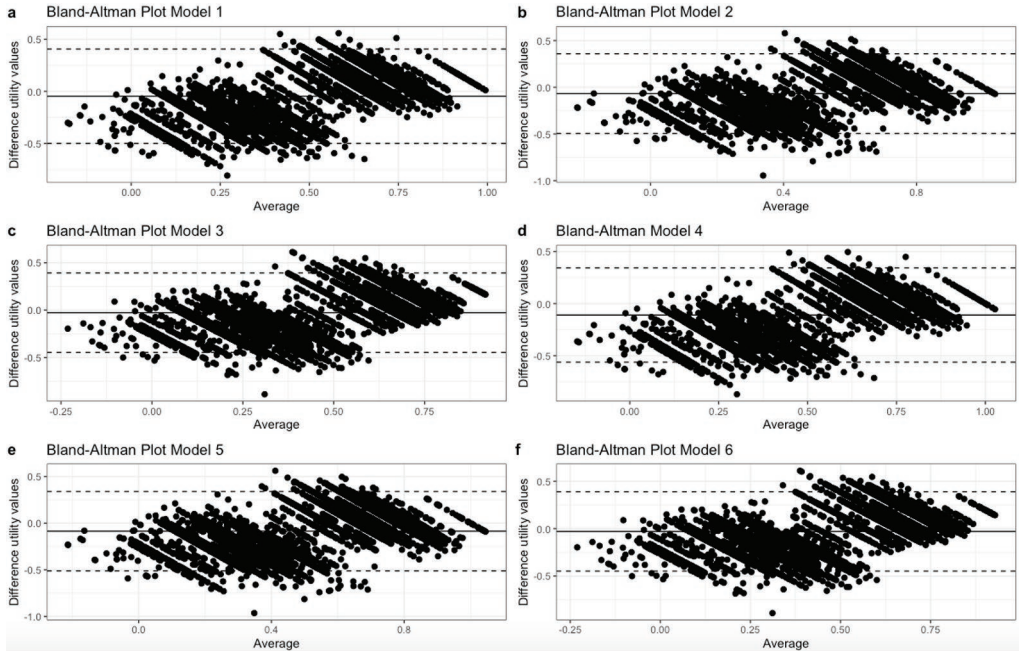 a Bland-Altman Plot Model 1
Difference utility values
0.5
0.0
-0.5
0.00 0.25 0.50 0.75 1.00
Average
b Bland-Altman Plot Model 2
Difference utility values
0.5
0.0
-0.5
-1.0
0.0 0.4 0.8
Average
c Bland-Altman Plot Model 3
Difference utility values
0.5
0.0
-0.5
-0.25 0.00 0.25 0.50 0.75
Average
d Bland-Altman Model 4
Difference utility values
0.5
0.0
-0.5
0.00 0.25 0.50 0.75 1.00
Average
e Bland-Altman Plot Model 5
Difference utility values
0.5
0.0
-0.5
-1.0
0.0 0.4 0.8
Average
f Bland-Altman Plot Model 6
Difference utility values
0.5
0.0
-0.5
-0.25 0.00 0.25 0.50 0.75
Average